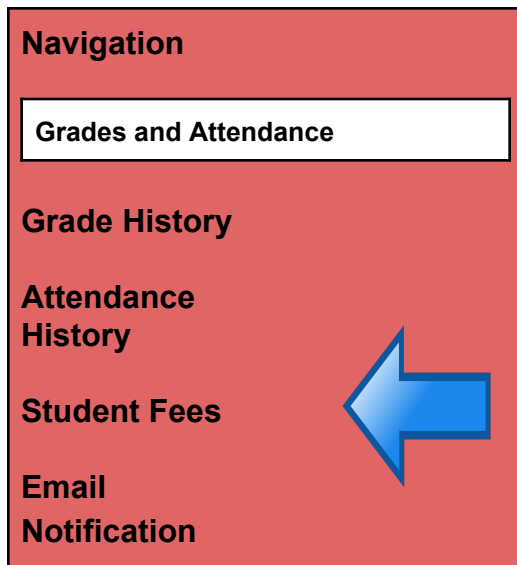 Navigation
Grades and Attendance
Grade History
Attendance
History
Student Fees
Email
Notification